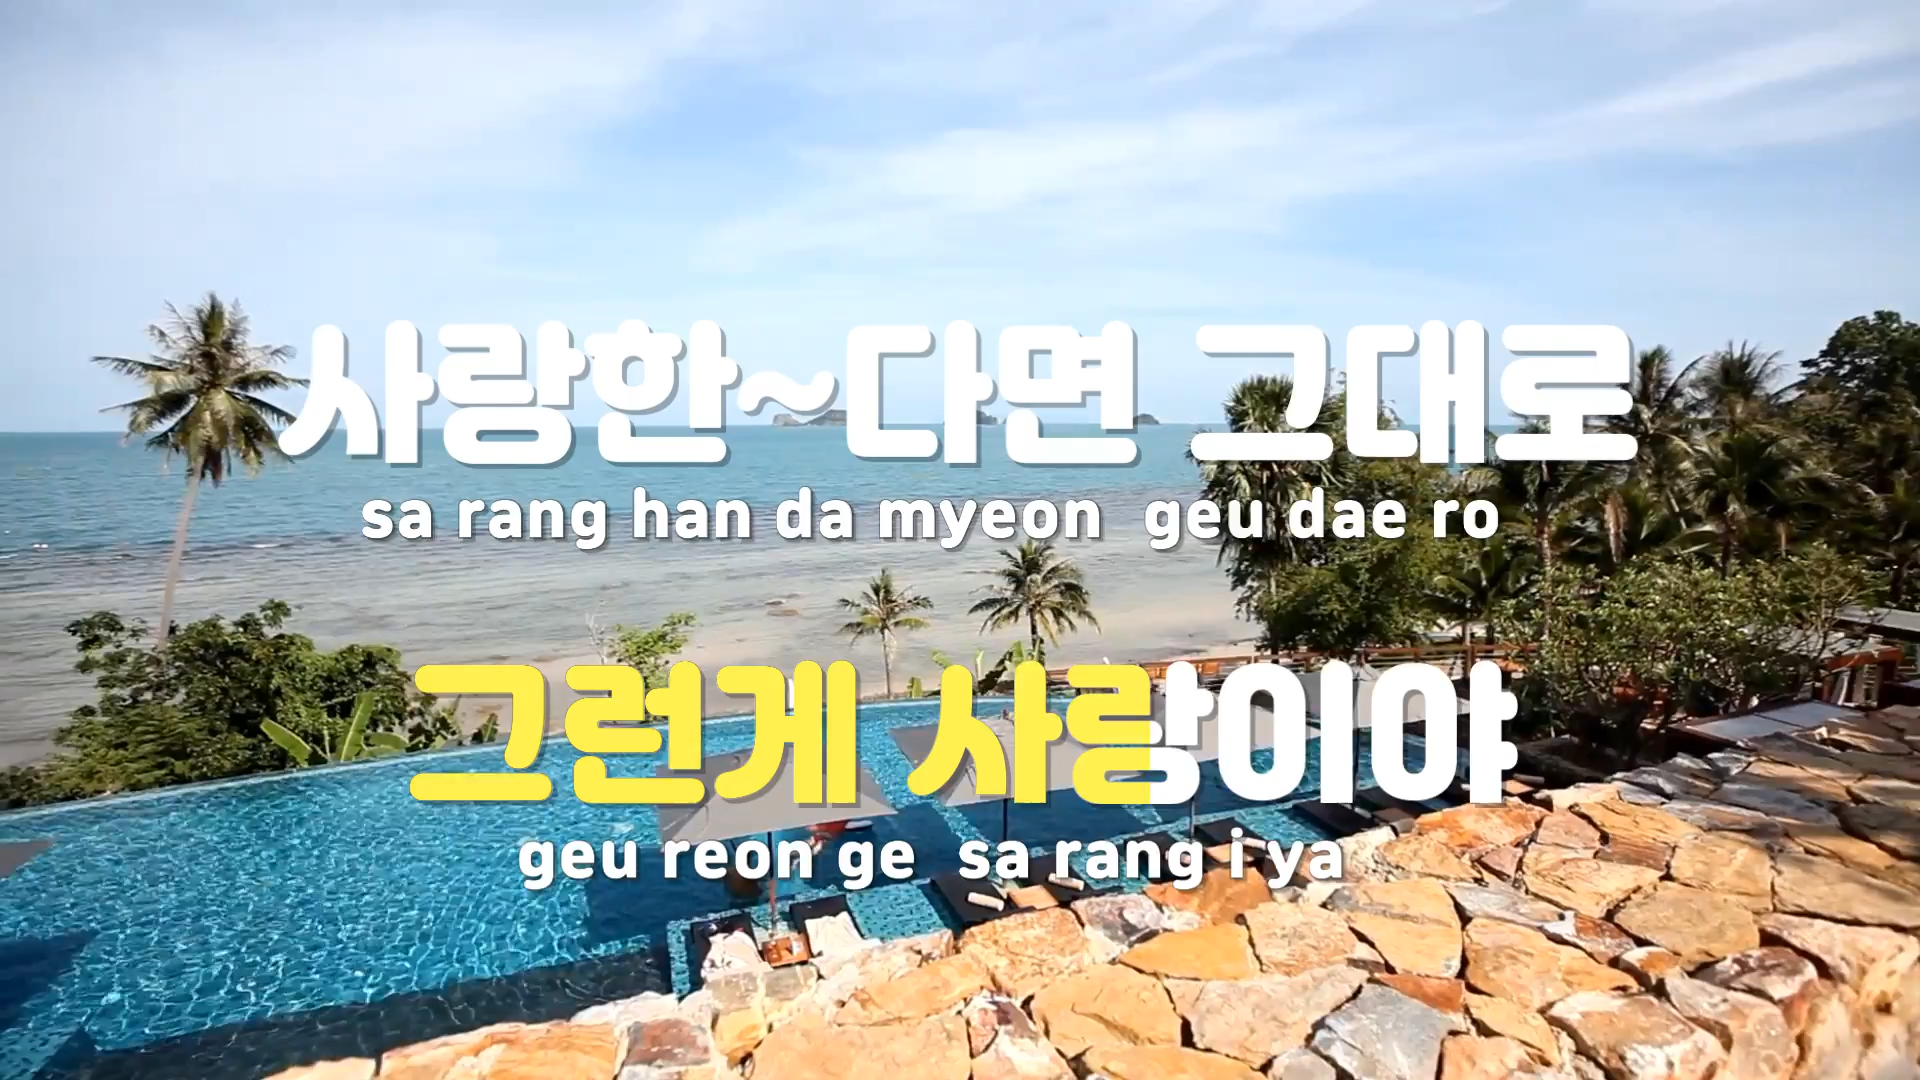 사랑한~다면 그대로
sa rang han da myeon geu dae ro
그런게 사랑이야
geu reon ge sa rang i ya